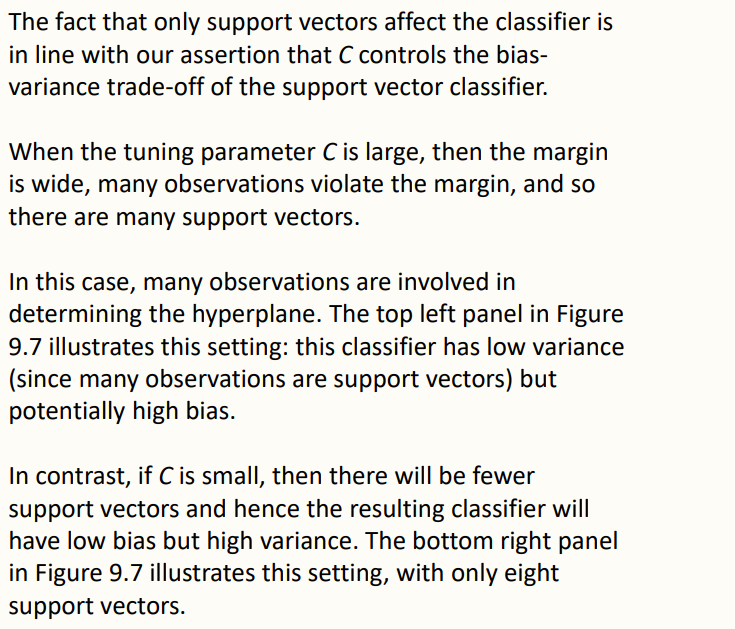 The fact that only support vectors affect the classifier is
in line with our assertion that C controls the bias-
variance trade-off of the support vector classifier.
When the tuning parameter C is large, then the margin
is wide, many observations violate the margin, and so
there are many support vectors.
In this case, many observations are involved in
determining the hyperplane. The top left panel in Figure
9.7 illustrates this setting: this classifier has low variance
(since many observations are support vectors) but
potentially high bias.
In contrast, if C is small, then there will be fewer
support vectors and hence the resulting classifier will
have low bias but high variance. The bottom right panel
in Figure 9.7 illustrates this setting, with only eight
support vectors.